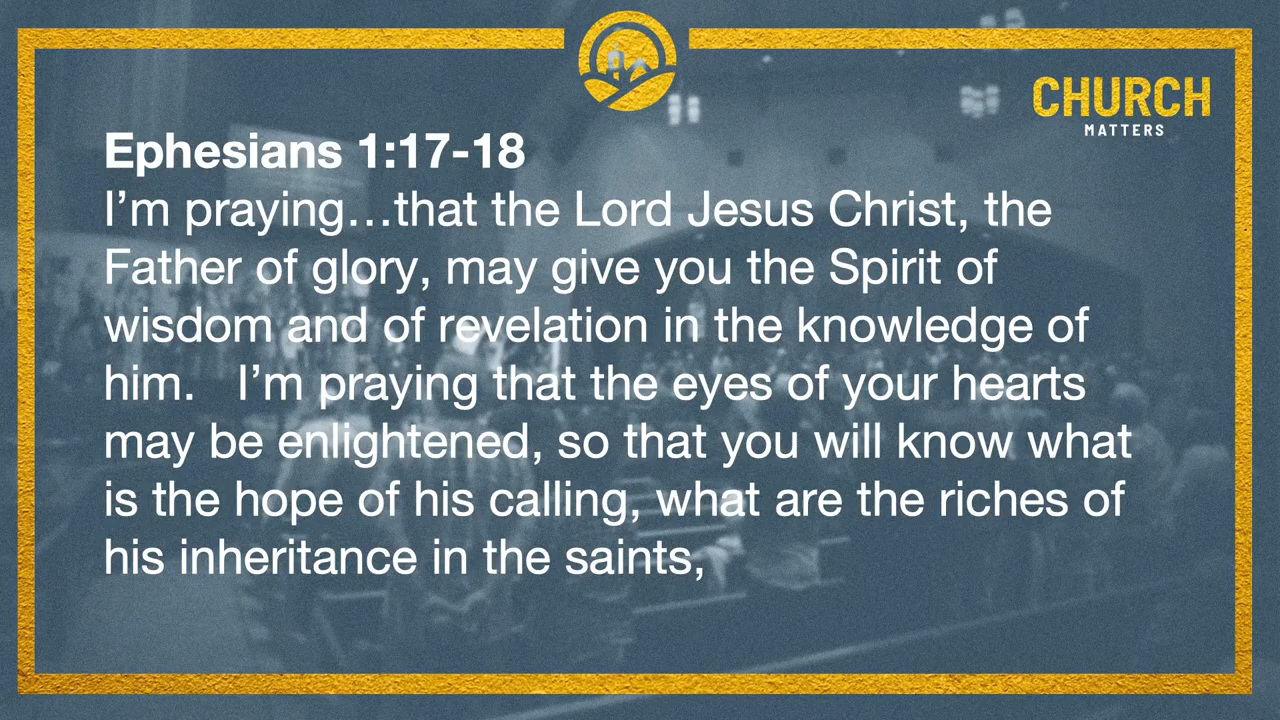 CHURCH
MATTERS
Ephesians 1:17-18
I’m praying…that the Lord Jesus Christ, the
Father of glory, may give you the Spirit of
wisdom and of revelation in the knowledge of
him.   I’m praying that the eyes of your hearts
may be enlightened, so that you will know what
is the hope of his calling, what are the riches of
his inheritance in the saints,